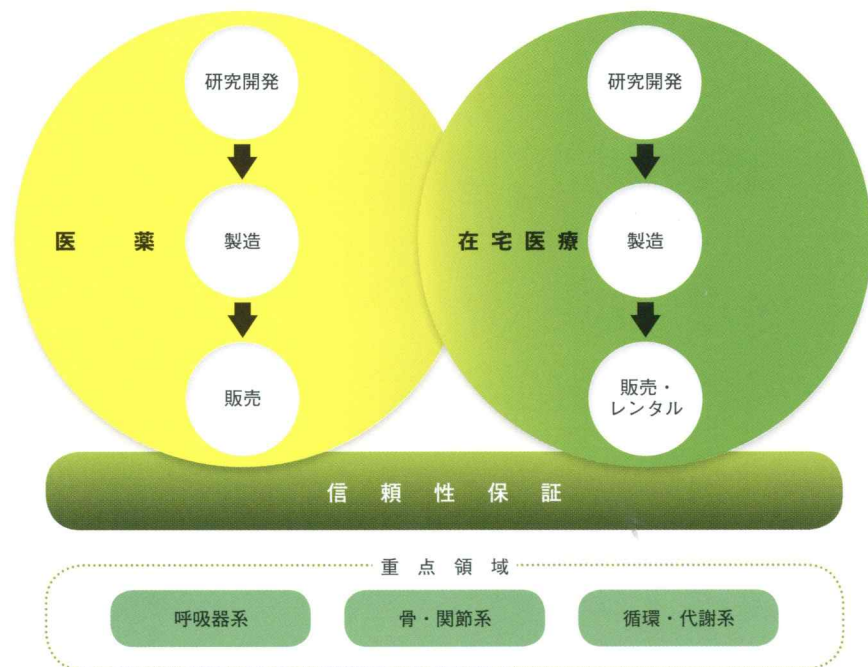 研究開発
研究開発
医薬
製造
在宅医療
製造
販売
販売・
レンタル
信頼性保証
重点領域
呼吸器系
骨・関節系
循環・代謝系